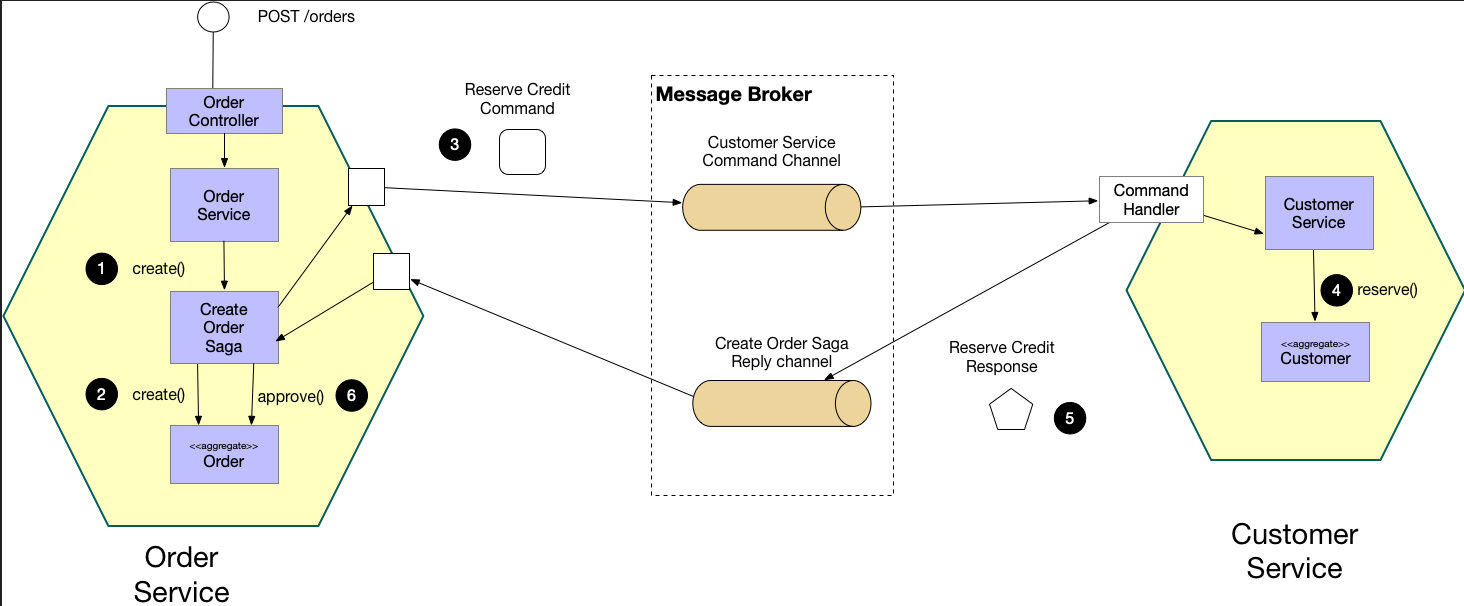 POST /orders
Order
Controller
Order
Service
1
create()
Create
Order
Saga
2
create()
approve()
6
<<aggregate>>
Order
Order
Service
Reserve Credit
Command
3
Message Broker
Customer Service
Command Channel
Create Order Saga
Reply channel
Reserve Credit
Response
5
Command
Handler
Customer
Service
4
reserve()
<<aggregate>>
Customer
Customer
Service